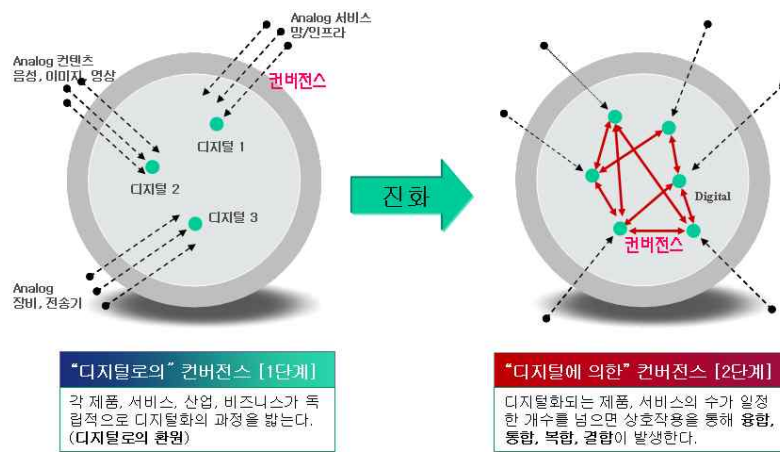 Analog 서비스
망/인프라
Analog 컨텐츠
음성, 이미지, 영상
컨버전스
디지털 1
디지털 2
디지털 3
Analog
장비, 전송기
진화
Digital
컨버전스
“디지털로의” 컨버전스 [1단계]
각 제품, 서비스, 산업, 비즈니스가 독
립적으로 디지털화의 과정을 밟는다.
(디지털로의 환원)
“디지털에 의한” 컨버전스 [2단계]
디지털화되는 제품, 서비스의 수가 일정
한 개수를 넘으면 상호작용을 통해 융합,
통합, 복합, 결합이 발생한다.